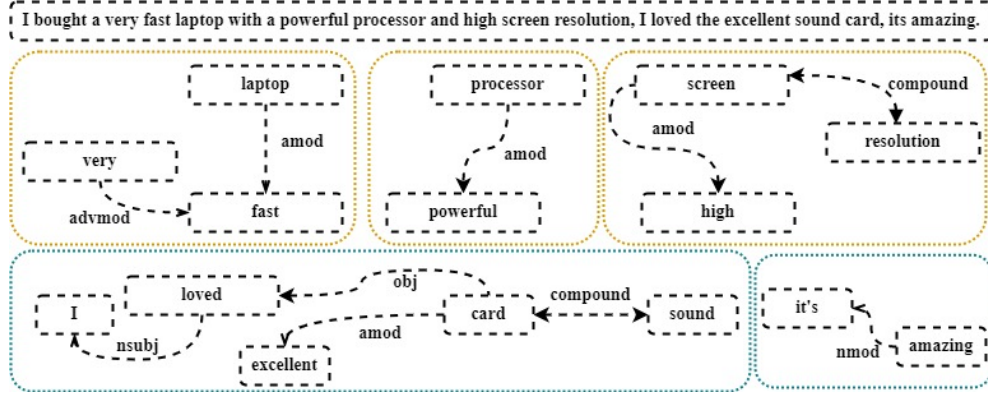 I bought a very fast laptop with a powerful processor and high screen resolution, I loved the excellent sound card, its amazing.
laptop
amod
very
advmod
fast
processor
amod
powerful
screen
compound
amod
resolution
high
loved
obj
I
nsubj
card
compound
sound
amod
excellent
it's
nmod
amazing